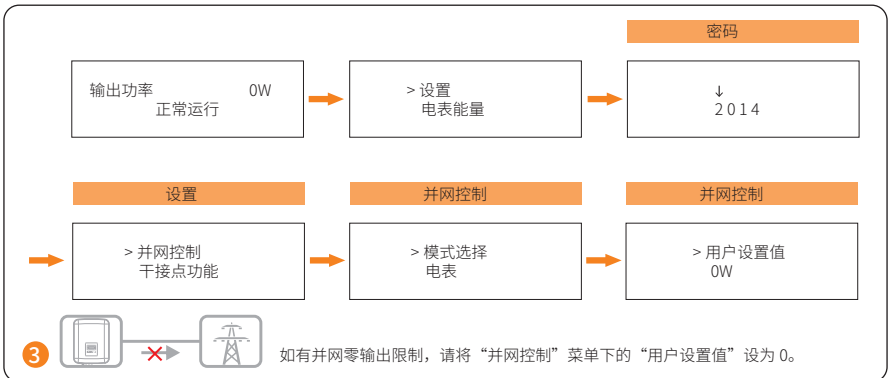 密码
输出功率 0W
正常运行
> 设置
电表能量
↓
2 0 1 4
设置
并网控制
并网控制
> 并网控制
干接点功能
> 模式选择
电表
> 用户设置值
0W
3 如有并网零输出限制，请将“并网控制”菜单下的“用户设置值”设为 0。